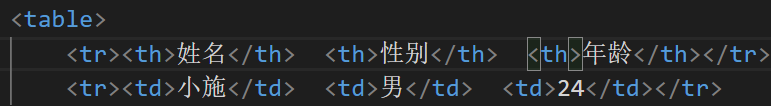 <table>
<tr><th>姓名</th> <th>性别</th> <th>年龄</th></tr>
<tr><td>小施</td> <td>男</td> <td>24</td></tr>